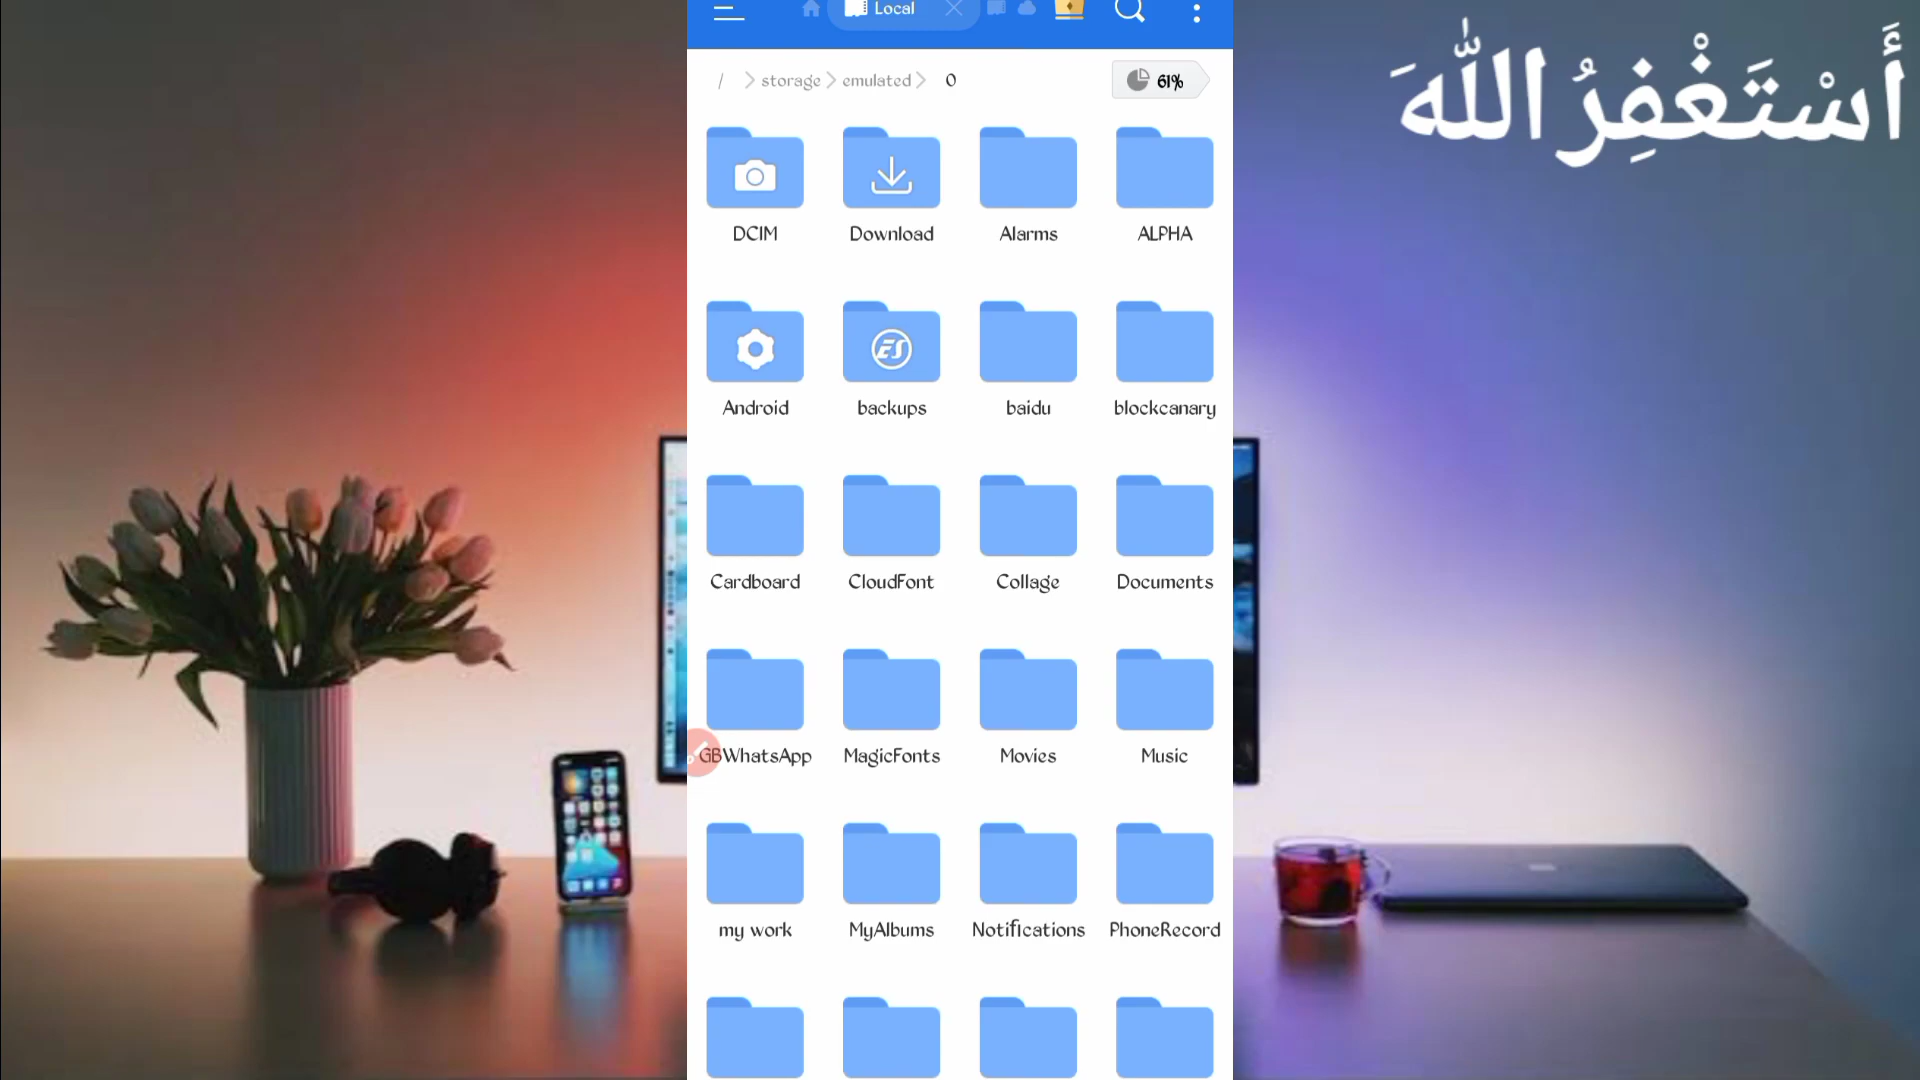 Local
/ storage emulated 0 61%
أَسْتَغْفِرُ اللَّهَ
DCIM Download Alarms ALPHA
Android backups baidu blockcanary
ES
Cardboard CloudFont Collage Documents
GBWhatsApp MagicFonts Movies Music
my work MyAlbums Notifications PhoneRecord